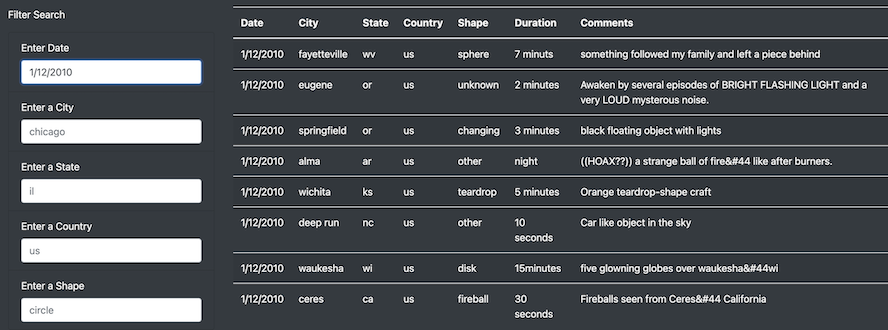 Filter Search
Enter Date
1/12/2010
Enter a City
chicago
Enter a State
il
Enter a Country
us
Enter a Shape
circle
Date City State Country Shape Duration Comments
1/12/2010 fayetteville wv us sphere 7 minuts something followed my family and left a piece behind
1/12/2010 eugene or us unknown 2 minutes Awaken by several episodes of BRIGHT FLASHING LIGHT and a
very LOUD mysterous noise.
1/12/2010 springfield or us changing 3 minutes black floating object with lights
1/12/2010 alma ar us other night ((HOAX??)) a strange ball of fire&#44 like after burners.
1/12/2010 wichita ks us teardrop 5 minutes Orange teardrop-shape craft
1/12/2010 deep run nc us other 10 Car like object in the sky
seconds
1/12/2010 waukesha wi us disk 15minutes five glowning globes over waukesha&#44wi
1/12/2010 ceres ca us fireball 30 Fireballs seen from Ceres&#44 California
seconds